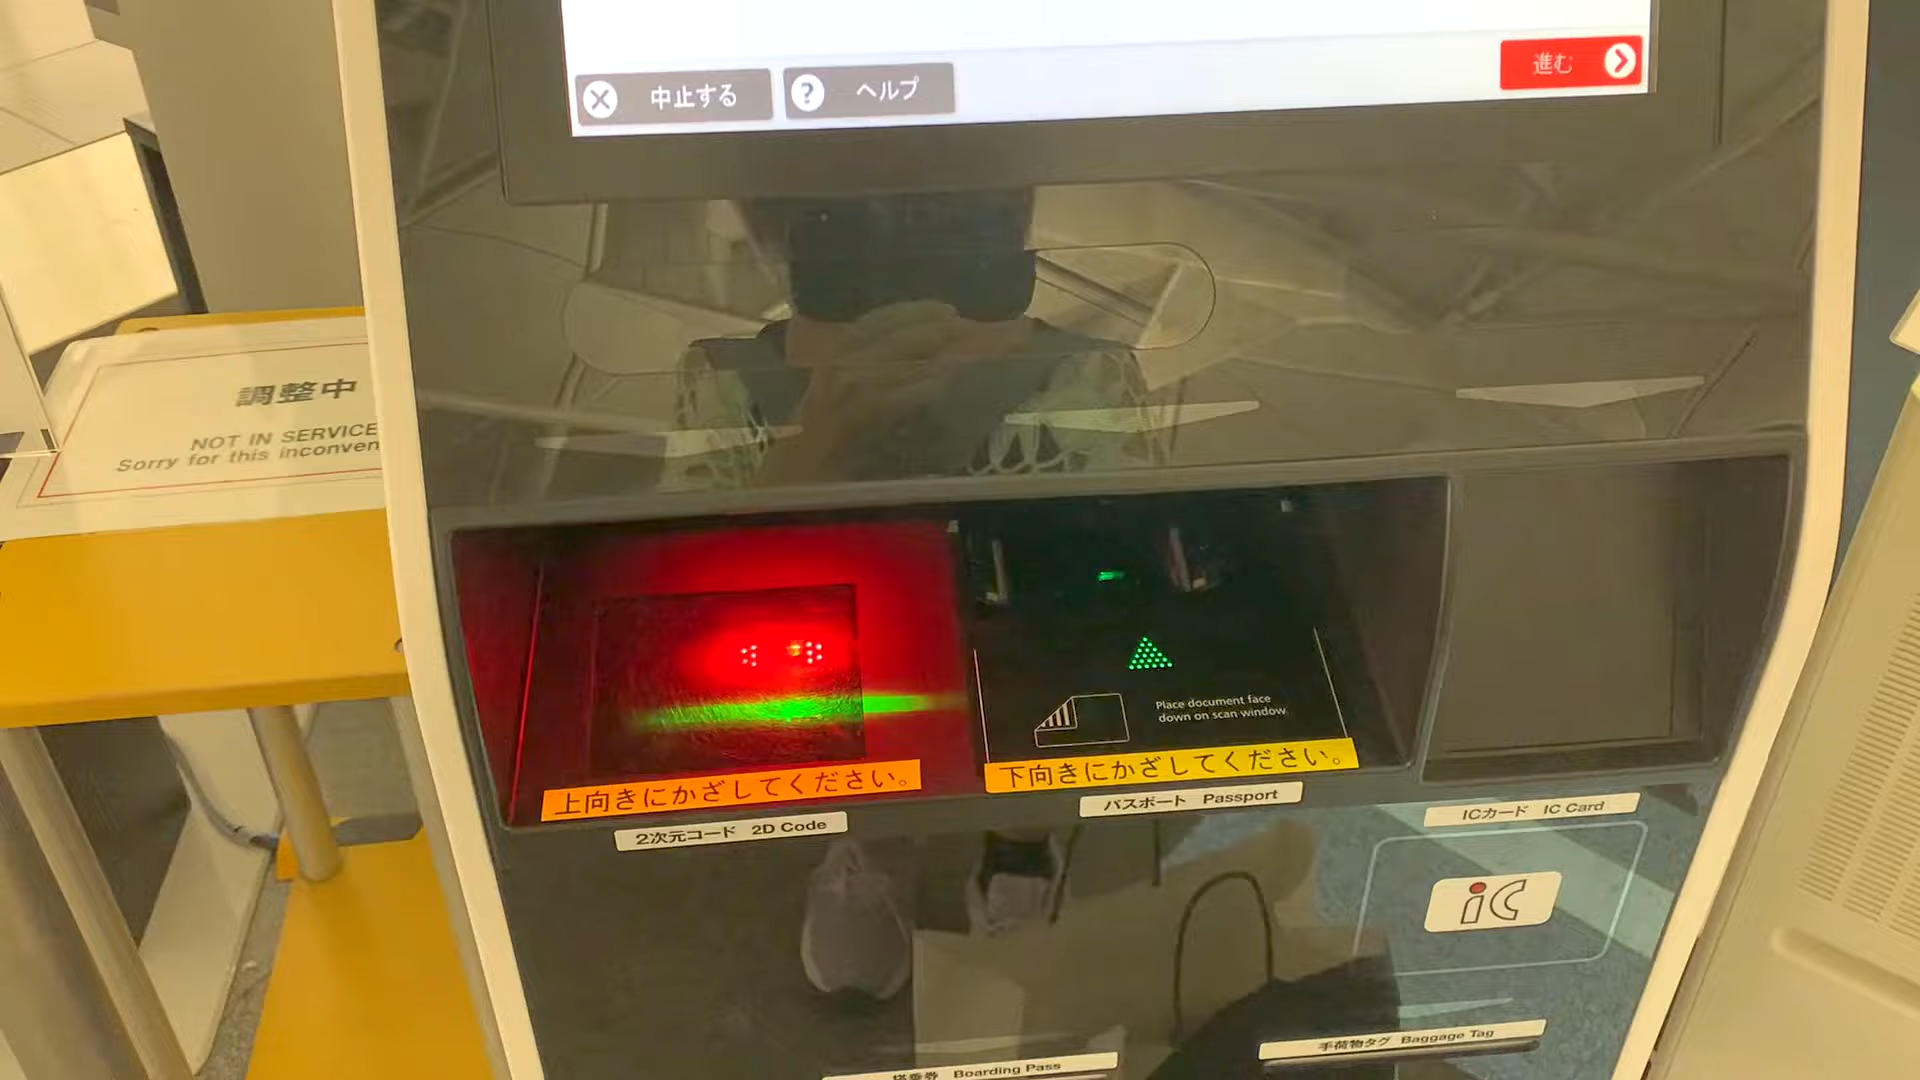 中止する
ヘルプ
進む
調整中
NOT IN SERVICE
Sorry for this inconven
Place document face
down on scan window.
上向きにかざしてください。
下向きにかざしてください。
2次元コード 2D Code
パスポート Passport
ICカード IC Card
iC
手荷物タグ Baggage Tag
搭乗券 Boarding Pass